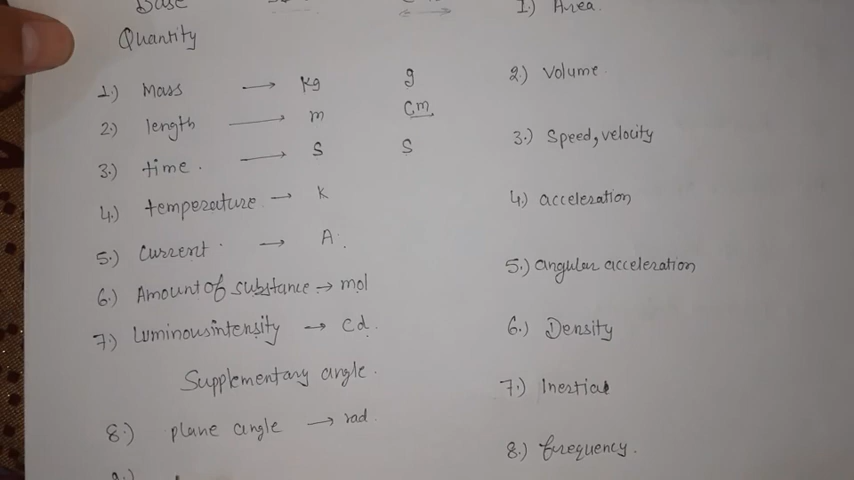 Base
Quantity
1.) Mass → Kg g
2.) length → m cm
3.) time. → S S
4.) temperature → K
5.) Current → A
6.) Amount of substance → mol
7.) Luminous intensity → Cd.
Supplementary angle.
8.) plane angle → rad
9.)
1.) Area.
2.) Volume
3.) Speed, velocity
4.) acceleration
5.) angular acceleration
6.) Density
7.) Inertia
8.) frequency.